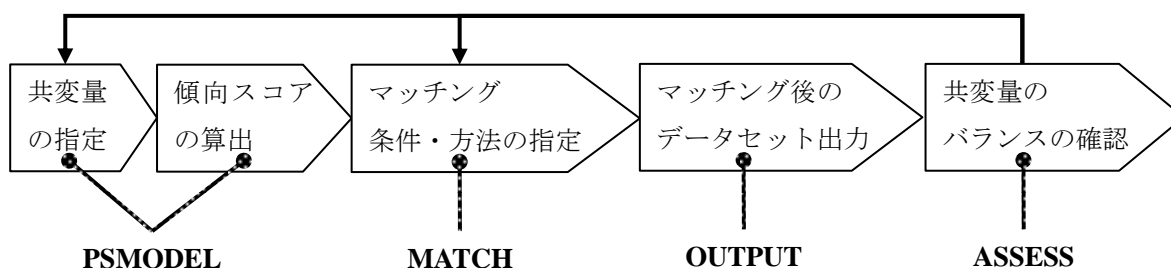 共変量
の指定
傾向スコア
の算出
マッチング
条件・方法の指定
マッチング後の
データセット出力
共変量の
バランスの確認
PSMODEL
MATCH
OUTPUT
ASSESS